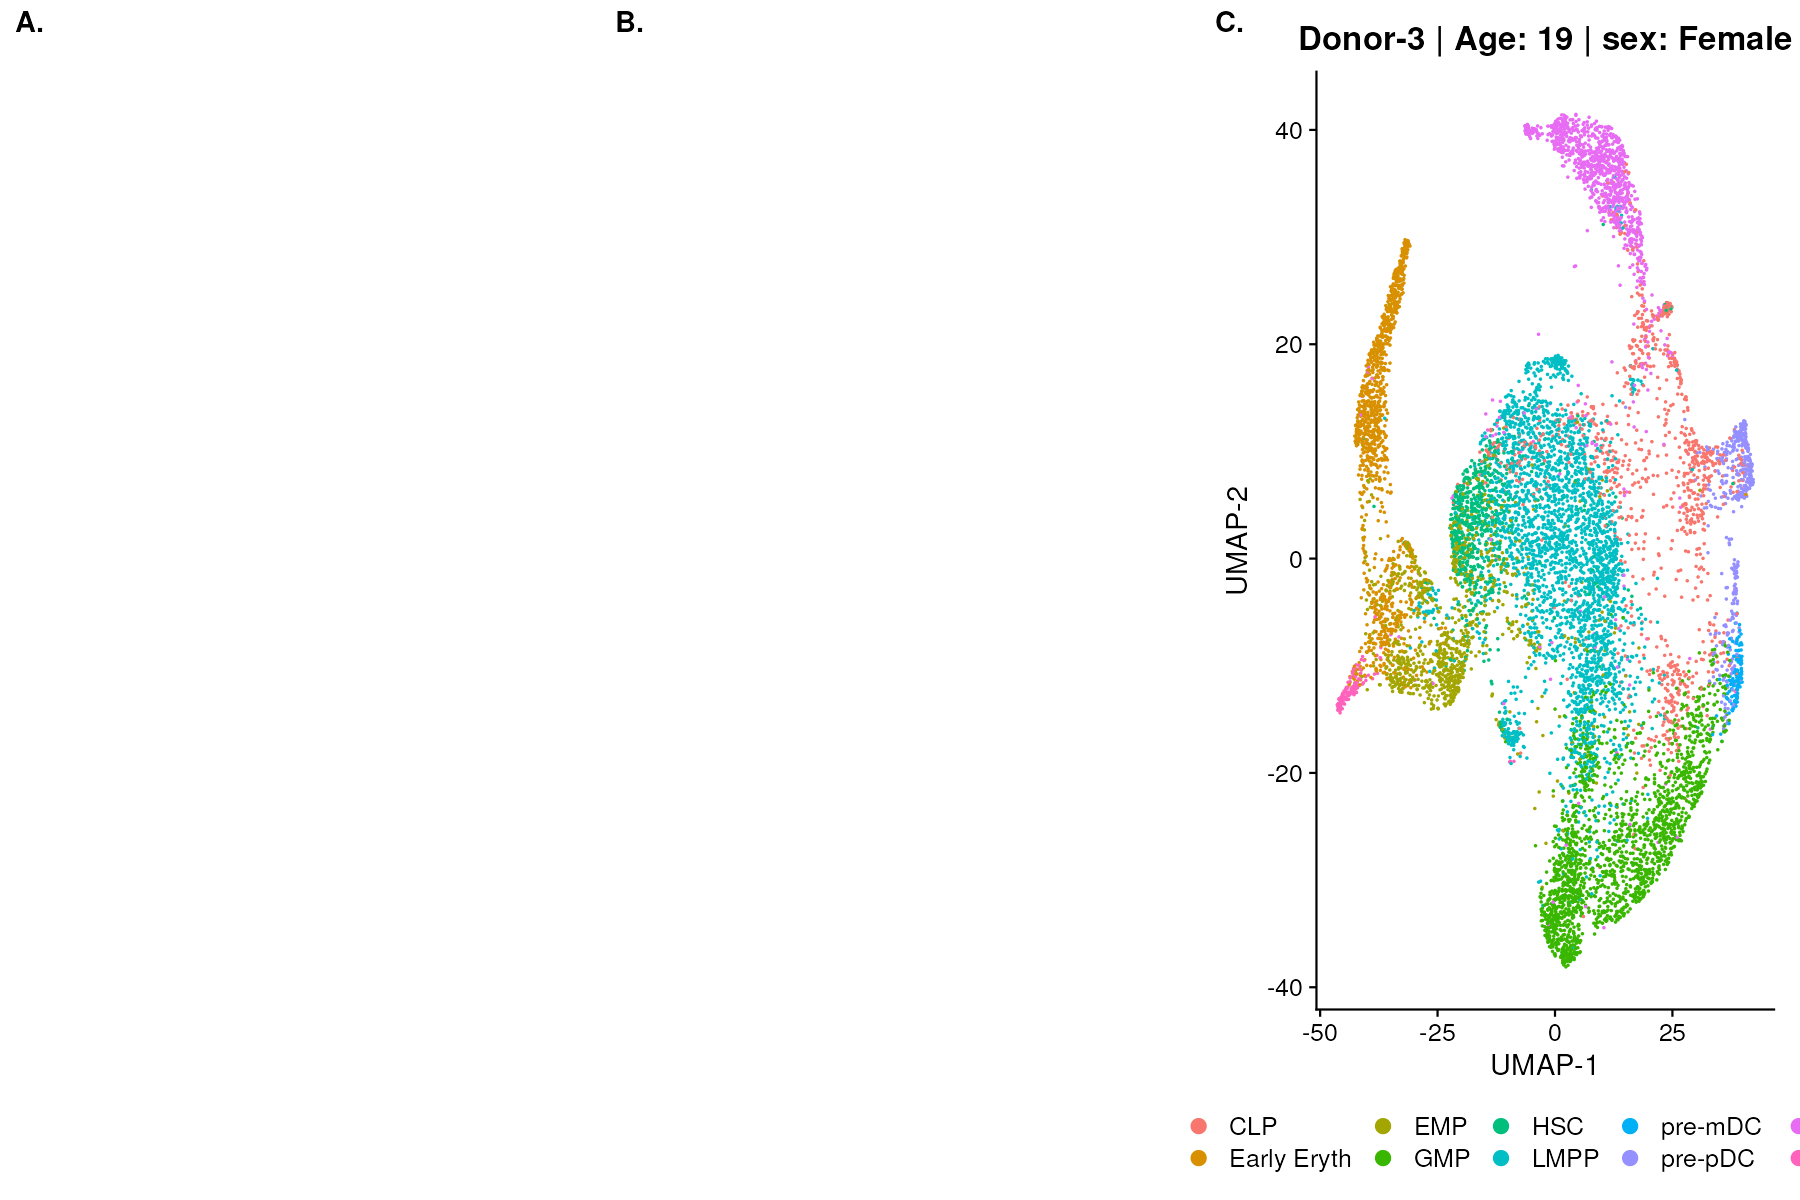 A.
B.
C.
Donor-3 | Age: 19 | sex: Female
40
20
0
-20
-40
UMAP-2
-50 -25 0 25
UMAP-1
CLP EMP HSC pre-mDC
Early Eryth GMP LMPP pre-pDC